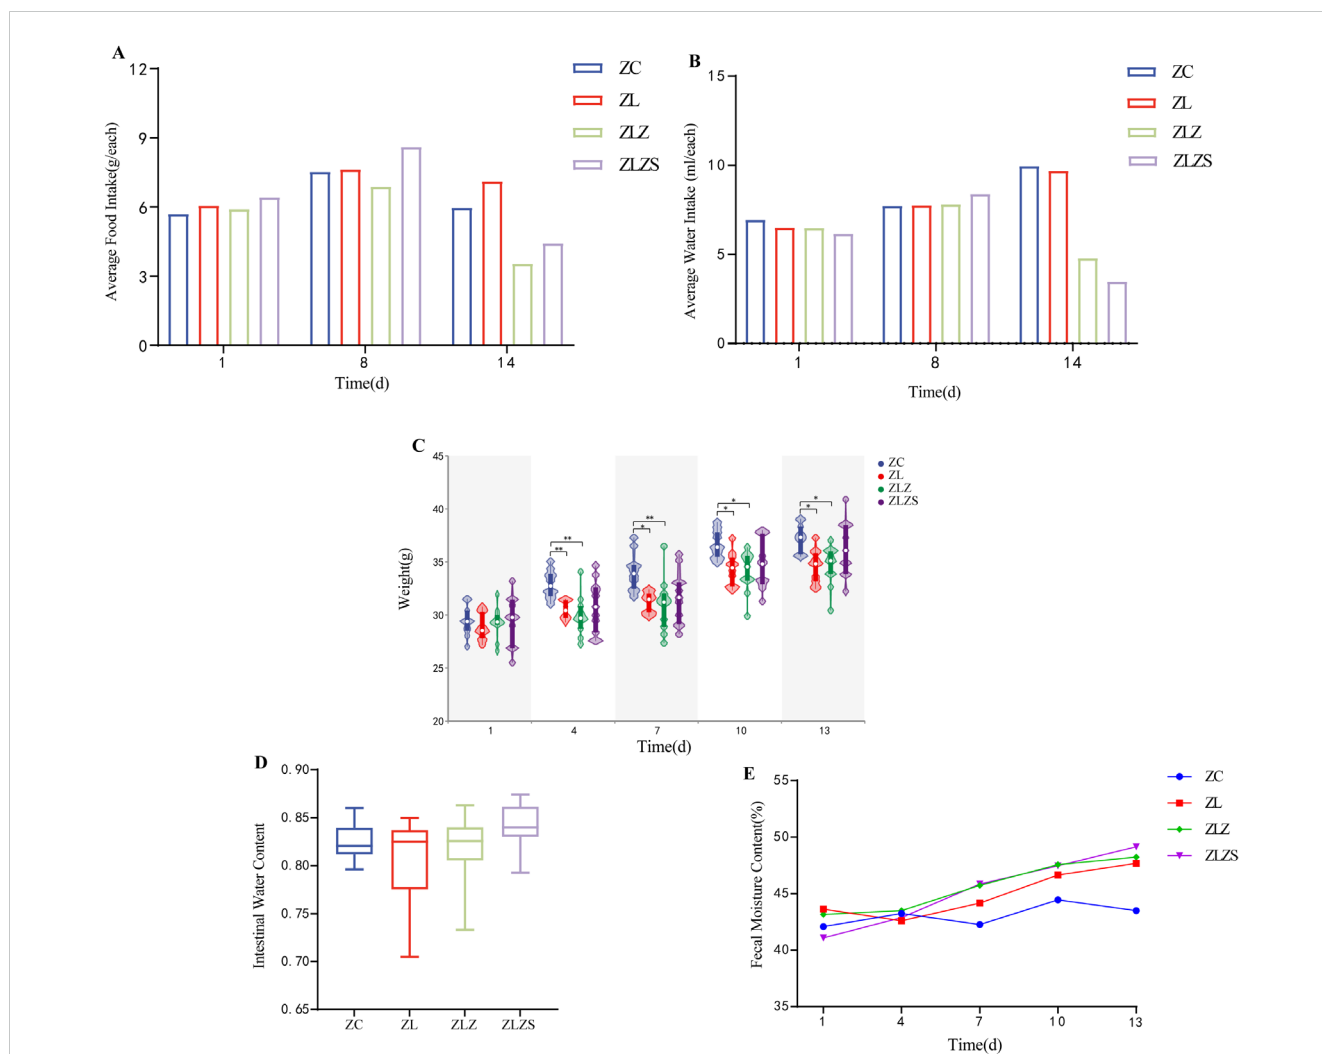 A
12
9
6
3
0
Average Food Intake(g/each)
1
8
14
Time(d)
ZC
ZL
ZLZ
ZLZS
B
15
10
5
0
Average Water Intake (ml/each)
1
8
14
Time(d)
ZC
ZL
ZLZ
ZLZS
C
45
40
35
30
25
20
Weight(g)
** **
* **
* *
* *
1
4
7
10
13
Time(d)
ZC
ZL
ZLZ
ZLZS
D
0.90
0.85
0.80
0.75
0.70
0.65
Intestinal Water Content
ZC
ZL
ZLZ
ZLZS
E
55
50
45
40
35
Fecal Moisture Content(%)
1
4
7
10
13
Time(d)
ZC
ZL
ZLZ
ZLZS